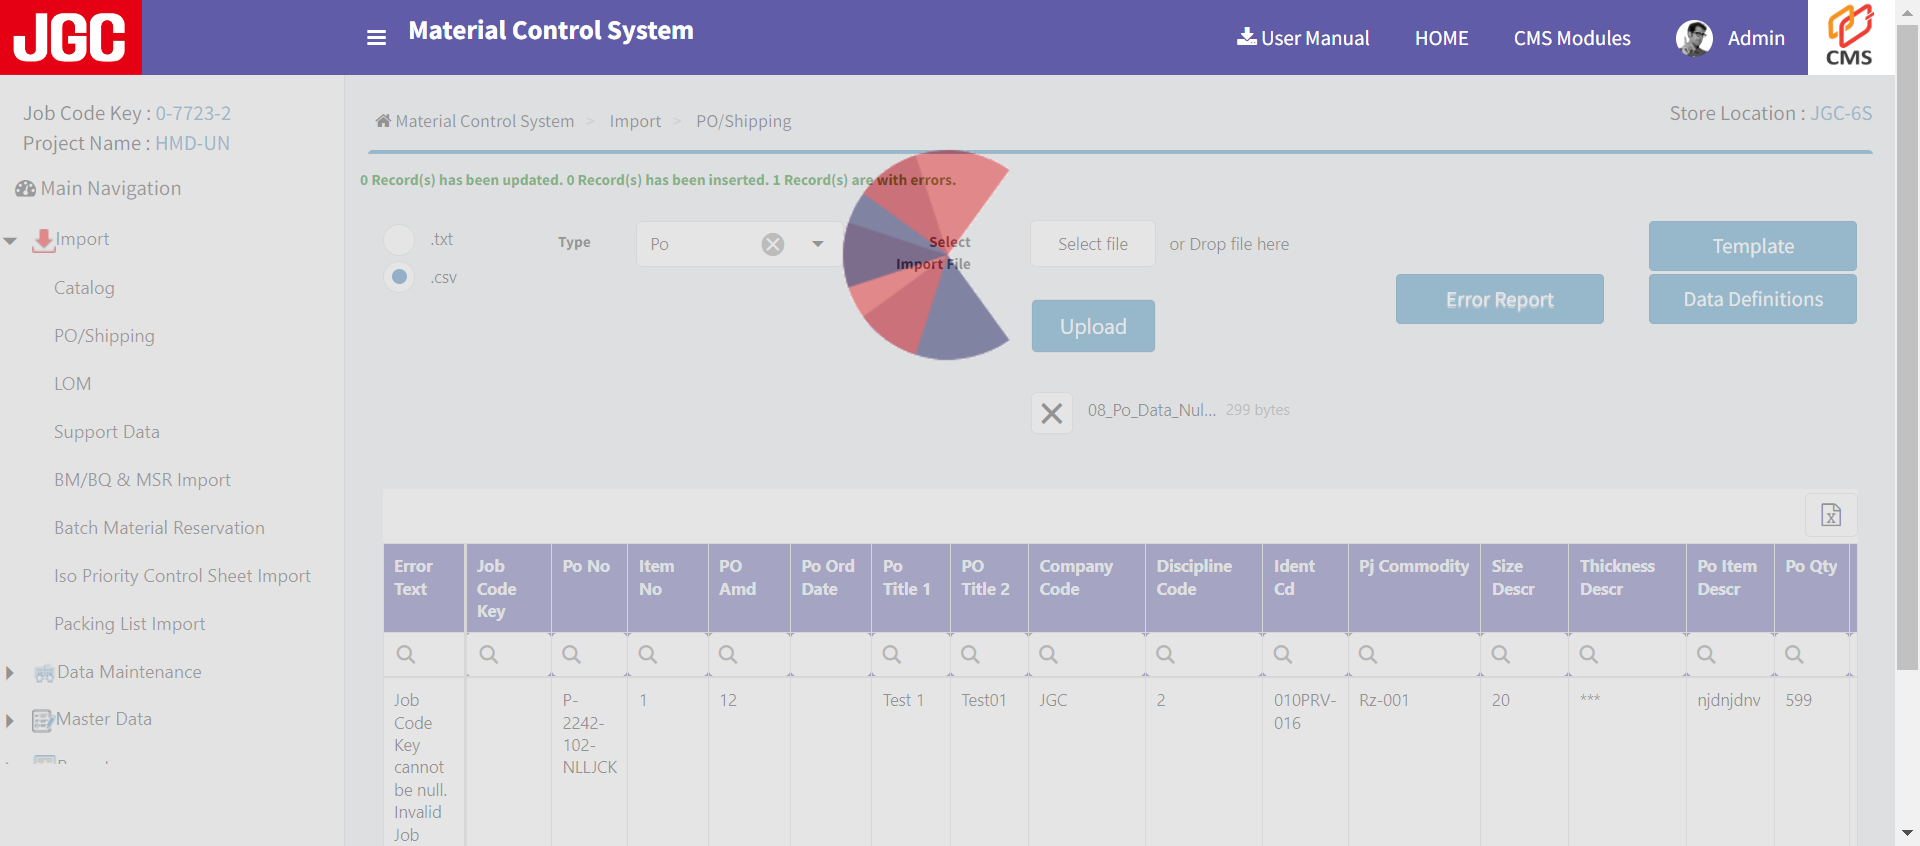 JGC
Material Control System
User Manual
HOME
CMS Modules
Admin
CMS
Job Code Key : 0-7723-2
Project Name : HMD-UN
Main Navigation
Import
Catalog
PO/Shipping
LOM
Support Data
BM/BQ & MSR Import
Batch Material Reservation
Iso Priority Control Sheet Import
Packing List Import
Data Maintenance
Master Data
Material Control System > Import > PO/Shipping
Store Location : JGC-6S
0 Record(s) has been updated. 0 Record(s) has been inserted. 1 Record(s) are with errors.
.txt
.csv
Type
Po
Select
Import File
Select file
or Drop file here
Upload
Error Report
Template
Data Definitions
08_Po_Data_Nul...
299 bytes
Error
Text
Job
Code
Key
Po No
Item
No
PO
Amd
Po Ord
Date
Po
Title 1
PO
Title 2
Company
Code
Discipline
Code
Ident
Cd
Pj Commodity
Size
Descr
Thickness
Descr
Po Item
Descr
Po Qty
Job
Code
Key
cannot
be null.
Invalid
Job
P-
2242-
102-
NLLJCK
1
12
Test 1
Test01
JGC
2
010PRV-
016
Rz-001
20
***
njdnjdnv
599